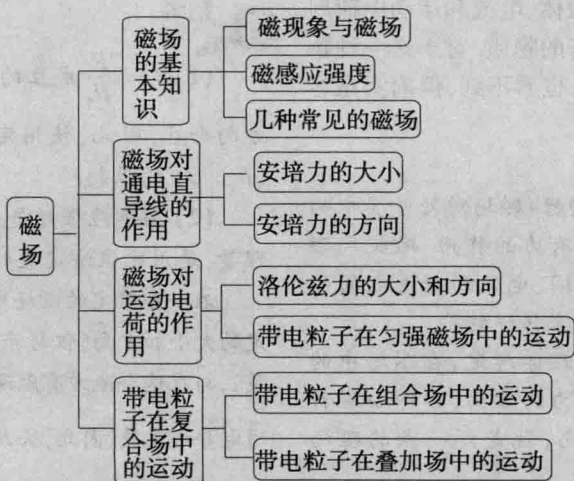 磁场
磁场
的基
本知
识
磁现象与磁场
磁感应强度
几种常见的磁场
磁场对
通电直
导线的
作用
安培力的大小
安培力的方向
磁场对
运动电
荷的作
用
洛伦兹力的大小和方向
带电粒子在匀强磁场中的运动
带电粒
子在复
合场中
的运动
带电粒子在组合场中的运动
带电粒子在叠加场中的运动